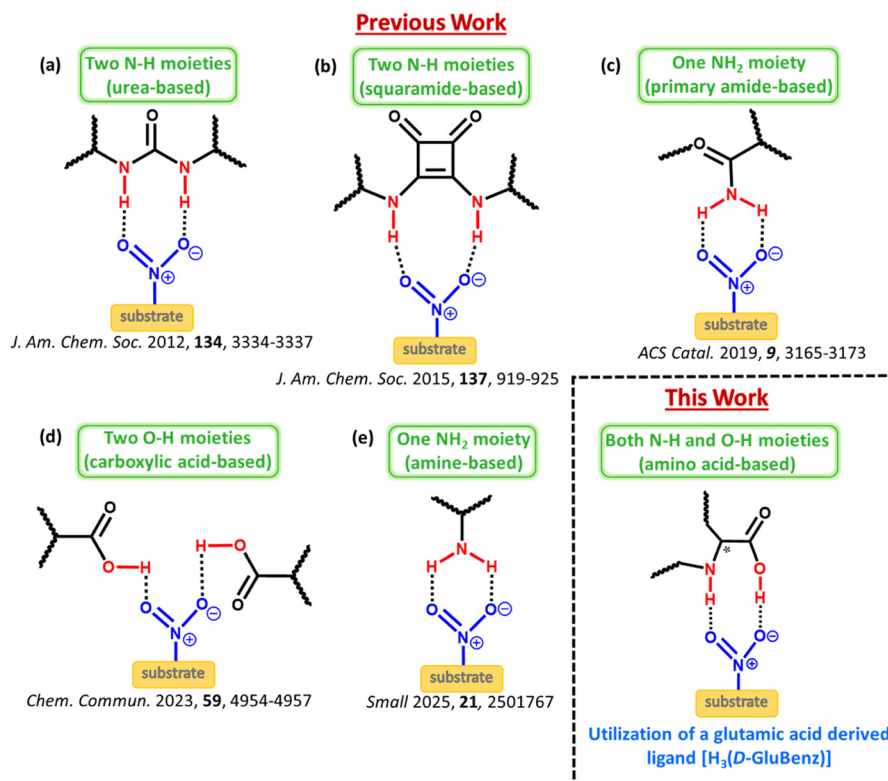 Previous Work
(a)
Two N-H moieties
(urea-based)
O
N
N
H
H
O
O
⊖
N
⊕
substrate
J. Am. Chem. Soc. 2012, 134, 3334-3337
(b)
Two N-H moieties
(squaramide-based)
O
O
N
N
H
H
O
O
⊖
N
⊕
substrate
J. Am. Chem. Soc. 2015, 137, 919-925
(c)
One NH₂ moiety
(primary amide-based)
O
N
H
H
O
O
⊖
N
⊕
substrate
ACS Catal. 2019, 9, 3165-3173
(d)
Two O-H moieties
(carboxylic acid-based)
O
O
H
H
O
O
O
O
⊖
N
⊕
substrate
Chem. Commun. 2023, 59, 4954-4957
(e)
One NH₂ moiety
(amine-based)
N
H
H
O
O
⊖
N
⊕
substrate
Small 2025, 21, 2501767
This Work
Both N-H and O-H moieties
(amino acid-based)
O
*
N
O
H
H
O
O
⊖
N
⊕
substrate
Utilization of a glutamic acid derived
ligand [H₃(D-GluBenz)]